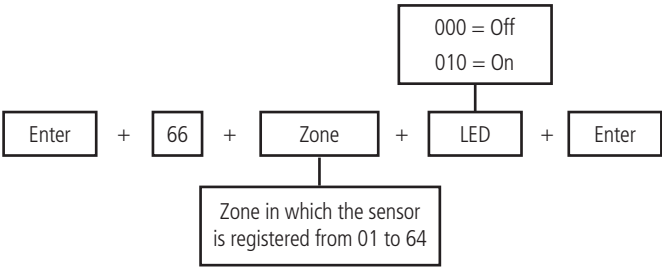 000 = Off
010 = On
Enter + 66 + Zone + LED + Enter
Zone in which the sensor
is registered from 01 to 64